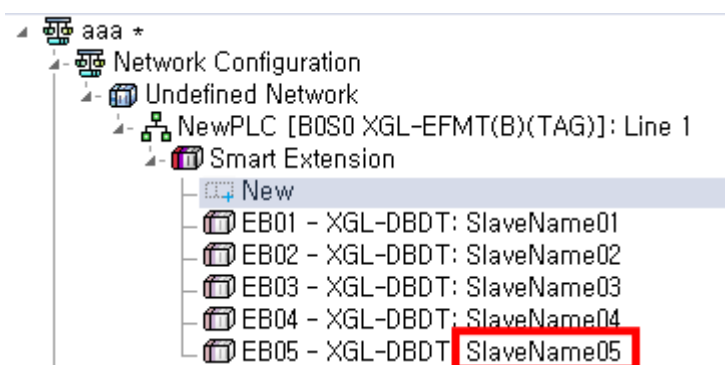 aaa *
Network Configuration
Undefined Network
NewPLC [B0S0 XGL-EFMT(B)(TAG)]: Line 1
Smart Extension
New
EB01 - XGL-DBDT: SlaveName01
EB02 - XGL-DBDT: SlaveName02
EB03 - XGL-DBDT: SlaveName03
EB04 - XGL-DBDT: SlaveName04
EB05 - XGL-DBDT SlaveName05